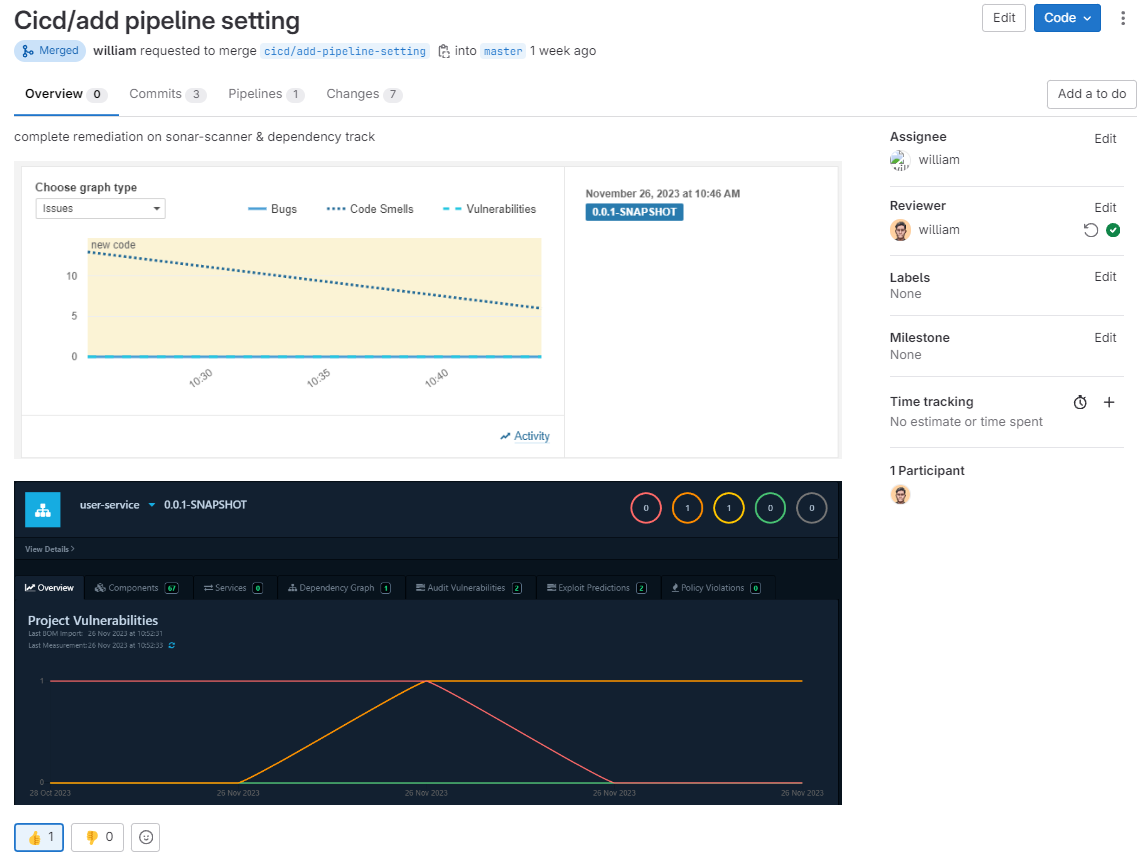 Cicd/add pipeline setting
Edit
Code
Merged william requested to merge cicd/add-pipeline-setting into master 1 week ago
Overview 0 Commits 3 Pipelines 1 Changes 7
Add a to do
complete remediation on sonar-scanner & dependency track
Choose graph type
Issues
Bugs Code Smells Vulnerabilities
new code
10
5
0
10:30 10:35 10:40
Activity
November 26, 2023 at 10:46 AM
0.0.1-SNAPSHOT
user-service 0.0.1-SNAPSHOT
0 1 1 0 0
View Details
Overview Components 67 Services 0 Dependency Graph 1 Audit Vulnerabilities 2 Exploit Predictions 2 Policy Violations 0
Project Vulnerabilities
Last BOM Import: 26 Nov 2023 at 10:52:31
Last Measurement: 26 Nov 2023 at 10:52:33
1
0
28 Oct 2023 26 Nov 2023 26 Nov 2023 26 Nov 2023 26 Nov 2023
1 0
Assignee Edit
william
Reviewer Edit
william
Labels Edit
None
Milestone Edit
None
Time tracking
No estimate or time spent
1 Participant